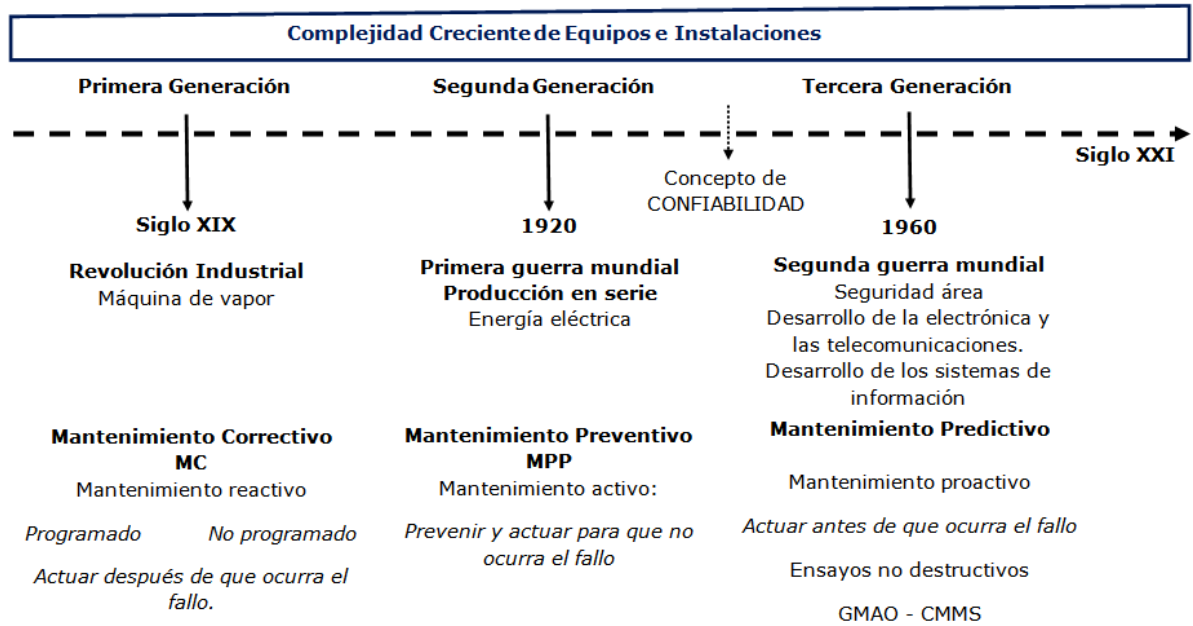 Complejidad Creciente de Equipos e Instalaciones
Primera Generación
Segunda Generación
Tercera Generación
Siglo XXI
Concepto de
CONFIABILIDAD
Siglo XIX
1920
1960
Revolución Industrial
Máquina de vapor
Primera guerra mundial
Producción en serie
Energía eléctrica
Segunda guerra mundial
Seguridad área
Desarrollo de la electrónica y
las telecomunicaciones.
Desarrollo de los sistemas de
información
Mantenimiento Correctivo
MC
Mantenimiento reactivo
Programado
No programado
Actuar después de que ocurra el
fallo.
Mantenimiento Preventivo
MPP
Mantenimiento activo:
Prevenir y actuar para que no
ocurra el fallo
Mantenimiento Predictivo
Mantenimiento proactivo
Actuar antes de que ocurra el fallo
Ensayos no destructivos
GMAO - CMMS